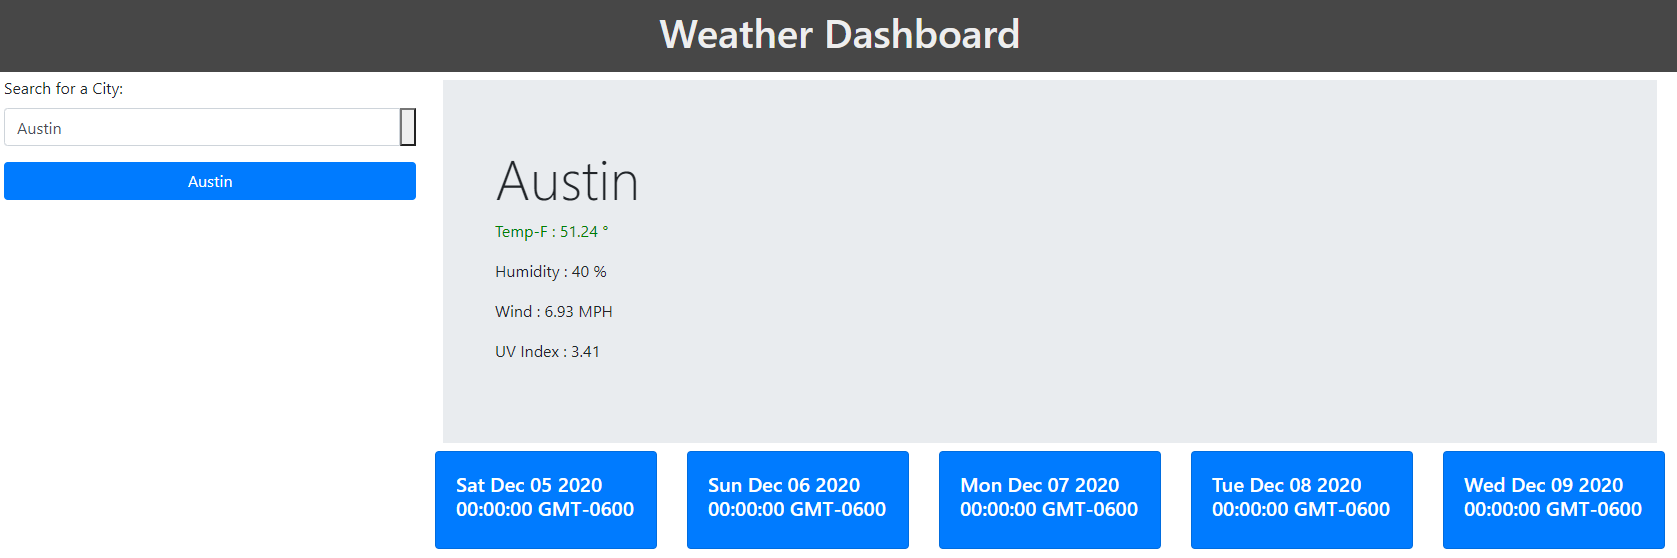 Weather Dashboard
Search for a City:
Austin
Austin
Austin
Temp-F : 51.24 °
Humidity : 40 %
Wind : 6.93 MPH
UV Index : 3.41
Sat Dec 05 2020
00:00:00 GMT-0600
Sun Dec 06 2020
00:00:00 GMT-0600
Mon Dec 07 2020
00:00:00 GMT-0600
Tue Dec 08 2020
00:00:00 GMT-0600
Wed Dec 09 2020
00:00:00 GMT-0600